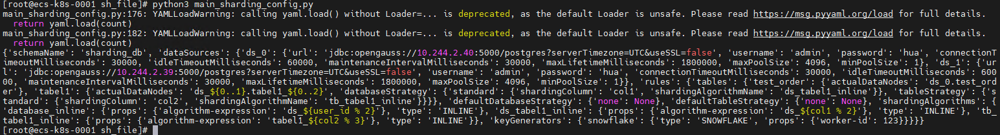 [root@ecs-k8s-0001 sh_file]# python3 main_sharding_config.py
main_sharding_config.py:176: YAMLLoadWarning: calling yaml.load() without Loader=... is deprecated, as the default Loader is unsafe. Please read https://msg.pyyaml.org/load for full details.
  return yaml.load(count)
main_sharding_config.py:182: YAMLLoadWarning: calling yaml.load() without Loader=... is deprecated, as the default Loader is unsafe. Please read https://msg.pyyaml.org/load for full details.
  return yaml.load(count)
{'schemaName': 'sharding_db', 'dataSources': {'ds_0': {'url': 'jdbc:opengauss://10.244.2.40:5000/postgres?serverTimezone=UTC&useSSL=false', 'username': 'admin', 'password': 'hua', 'connectionT
imeoutMilliseconds': 30000, 'idleTimeoutMilliseconds': 60000, 'maintenanceIntervalMilliseconds': 30000, 'maxLifetimeMilliseconds': 1800000, 'maxPoolSize': 4096, 'minPoolSize': 1}, 'ds_1': {'ur
l': 'jdbc:opengauss://10.244.2.39:5000/postgres?serverTimezone=UTC&useSSL=false', 'username': 'admin', 'password': 'hua', 'connectionTimeoutMilliseconds': 30000, 'idleTimeoutMilliseconds': 600
00, 'maintenanceIntervalMilliseconds': 30000, 'maxLifetimeMilliseconds': 1800000, 'maxPoolSize': 4096, 'minPoolSize': 1}}, 'rules': {'tables': {'test_order': {'actualDataNodes': 'ds_0.test_ord
er'}, 'tabel1': {'actualDataNodes': 'ds_${0..1}.tabel1_${0..2}', 'databaseStrategy': {'standard': {'shardingColumn': 'col1', 'shardingAlgorithmName': 'ds_tabel1_inline'}}, 'tableStrategy': {'s
tandard': {'shardingColumn': 'col2', 'shardingAlgorithmName': 'tb_tabel1_inline'}}}}, 'defaultDatabaseStrategy': {'none': None}, 'defaultTableStrategy': {'none': None}, 'shardingAlgorithms': {
'database_inline': {'props': {'algorithm-expression': 'ds_${user_id % 2}'}, 'type': 'INLINE'}, 'ds_tabel1_inline': {'props': {'algorithm-expression': 'ds_${col1 % 2}'}, 'type': 'INLINE'}, 'tb_
tabel1_inline': {'props': {'algorithm-expression': 'tabel1_${col2 % 3}'}, 'type': 'INLINE'}}, 'keyGenerators': {'snowflake': {'type': 'SNOWFLAKE', 'props': {'worker-id': 123}}}}}
[root@ecs-k8s-0001 sh_file]#